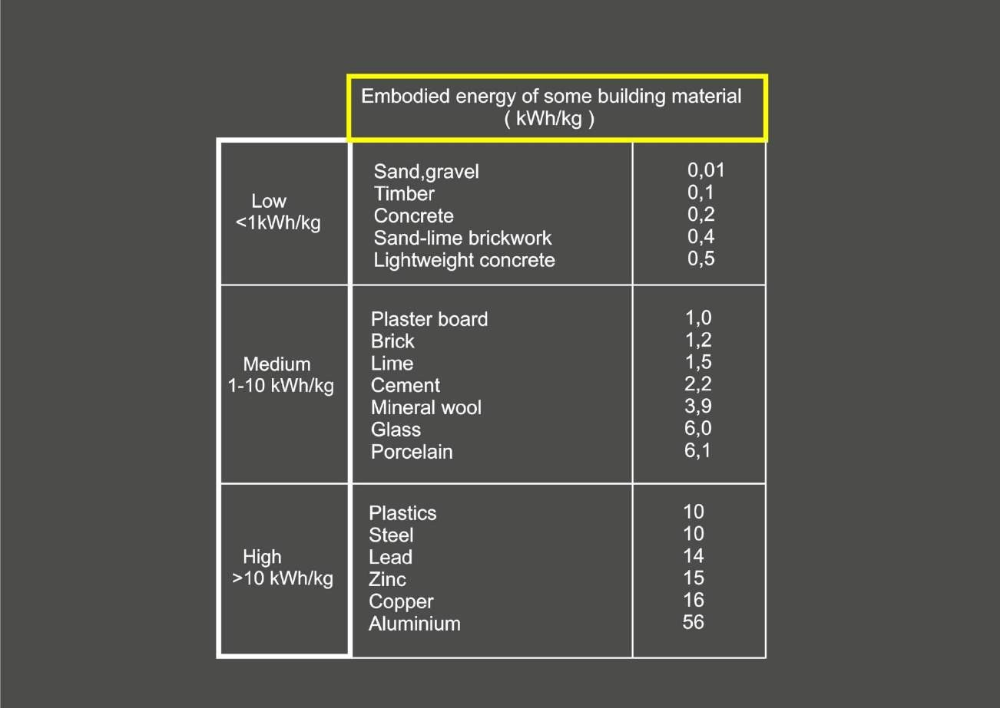 Embodied energy of some building material
( kWh/kg )
Low
<1kWh/kg
Sand,gravel 0,01
Timber 0,1
Concrete 0,2
Sand-lime brickwork 0,4
Lightweight concrete 0,5
Medium
1-10 kWh/kg
Plaster board 1,0
Brick 1,2
Lime 1,5
Cement 2,2
Mineral wool 3,9
Glass 6,0
Porcelain 6,1
High
>10 kWh/kg
Plastics 10
Steel 10
Lead 14
Zinc 15
Copper 16
Aluminium 56